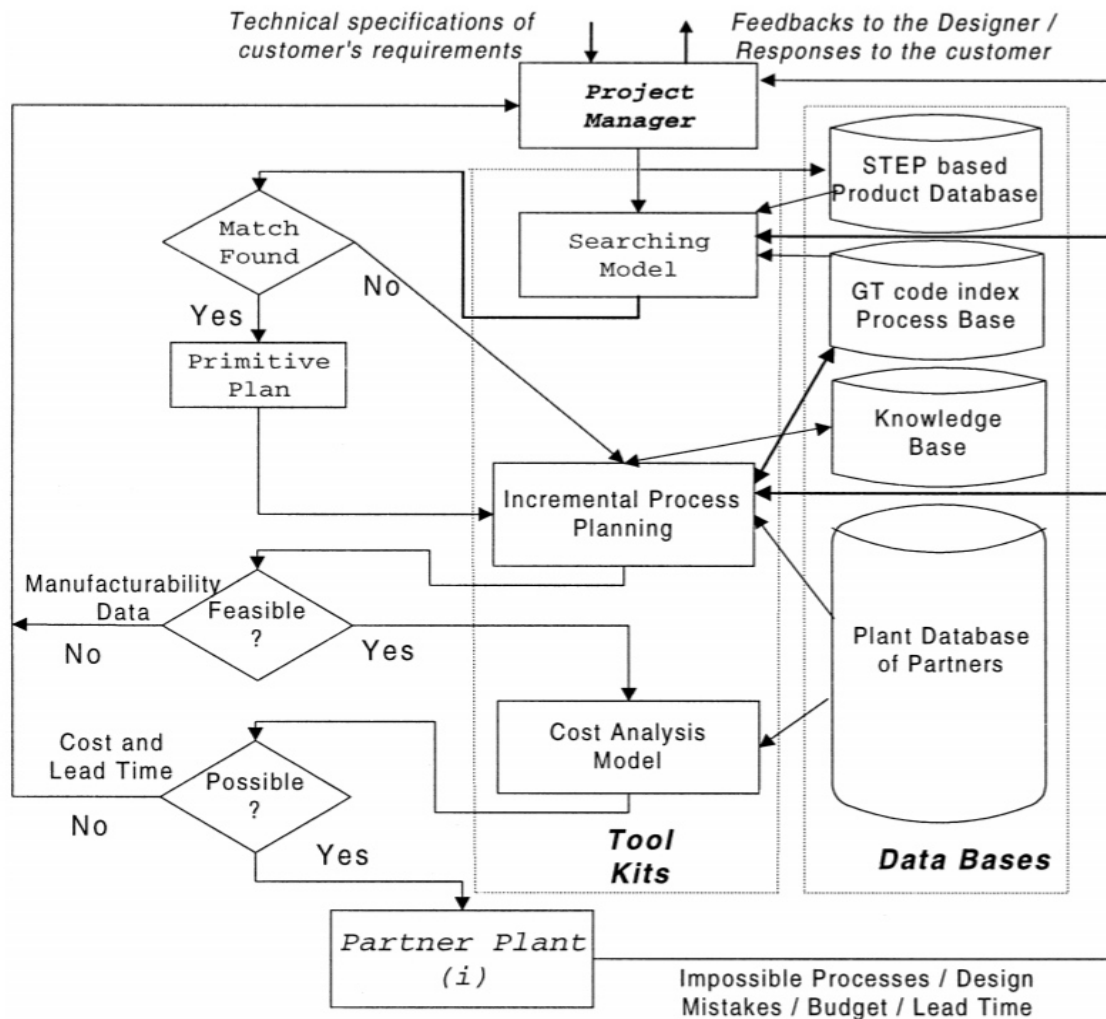 Technical specifications of
customer's requirements
Feedbacks to the Designer /
Responses to the customer
Project
Manager
STEP based
Product Database
Match
Found
Searching
Model
No
GT code index
Process Base
Yes
Primitive
Plan
Knowledge
Base
Incremental Process
Planning
Manufacturability
Data
Feasible
?
No
Yes
Plant Database
of Partners
Cost and
Lead Time
Cost Analysis
Model
Possible
?
No
Yes
Tool
Kits
Data Bases
Partner Plant
(i)
Impossible Processes / Design
Mistakes / Budget / Lead Time